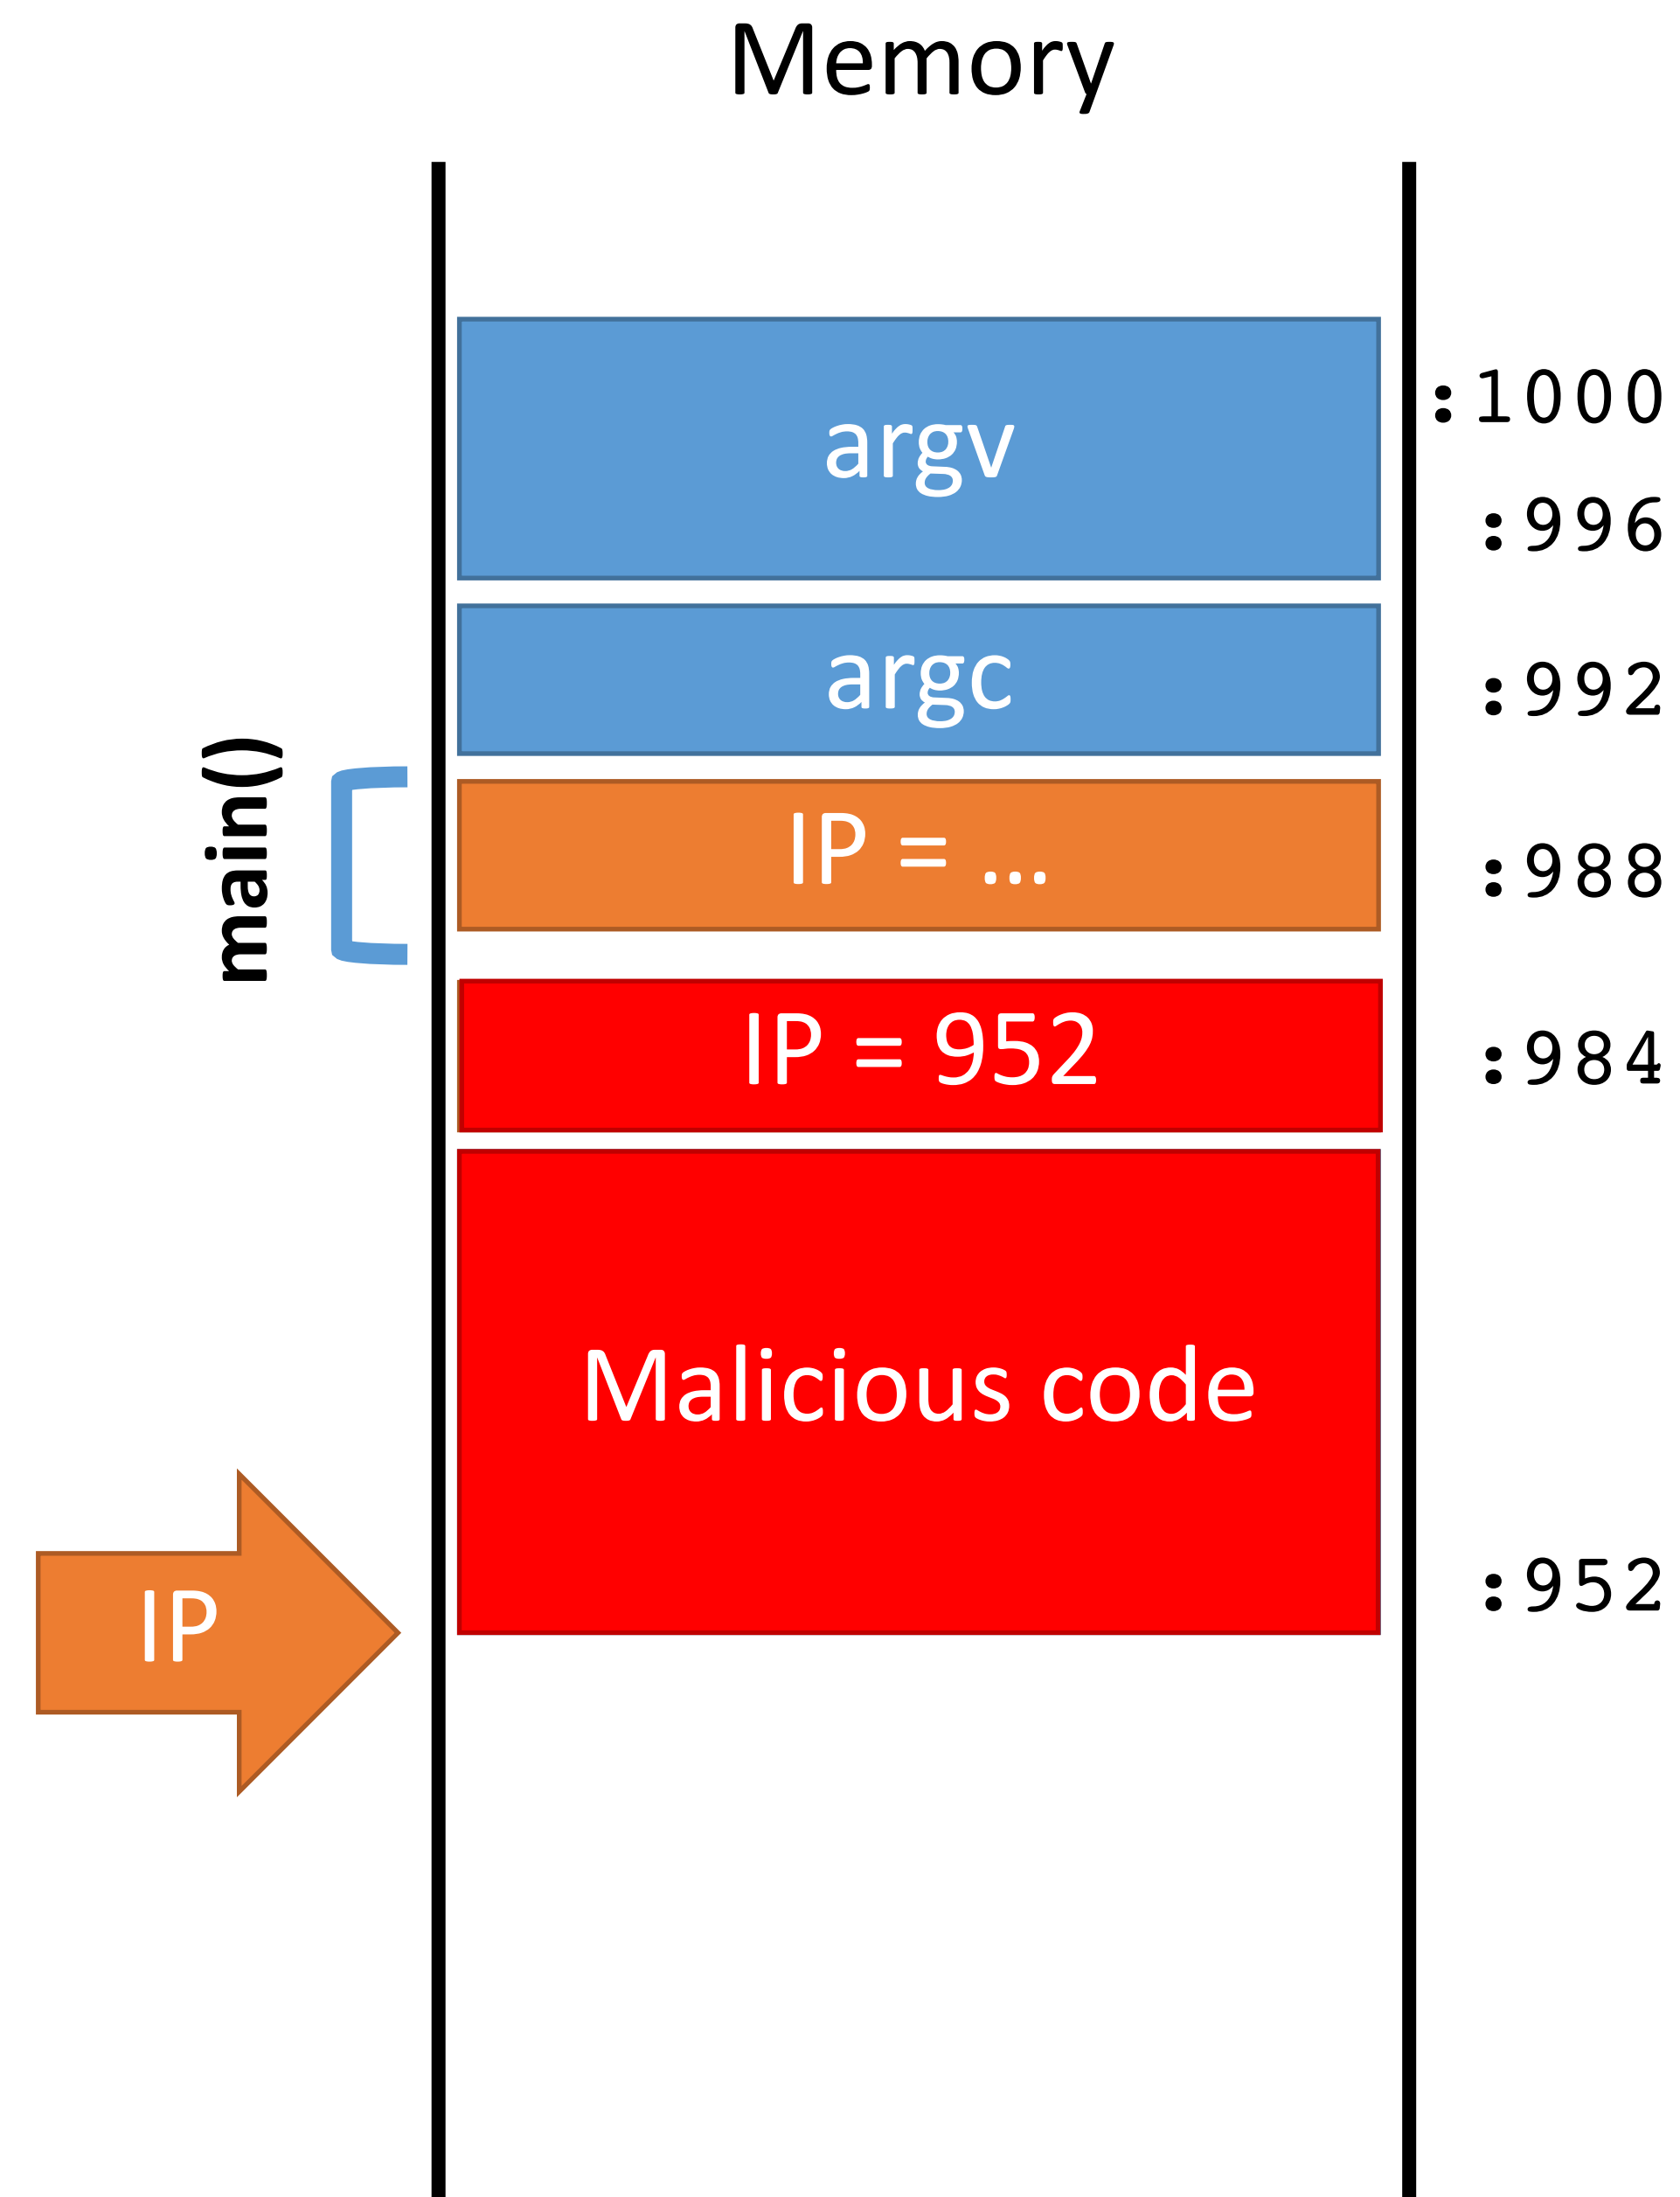 Memory
:1000
argv
:996
argc
:992
main()
IP = ...
:988
IP = 952
:984
Malicious code
:952
IP